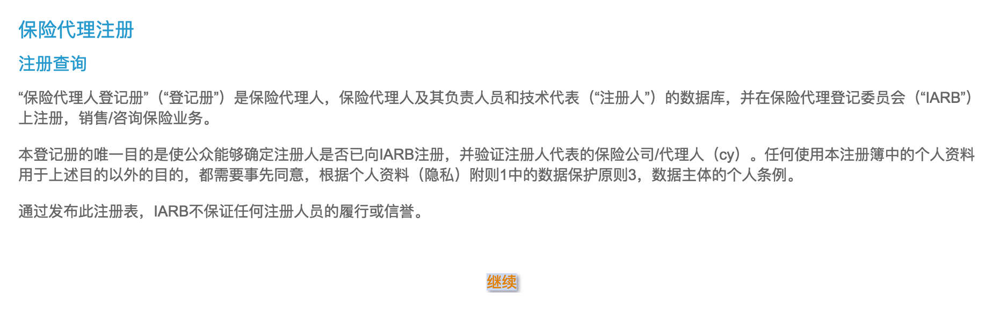 保险代理注册
注册查询
“保险代理人登记册”（“登记册”）是保险代理人，保险代理人及其负责人员和技术代表（“注册人”）的数据库，并在保险代理登记委员会（“IARB”）
上注册，销售/咨询保险业务。
本登记册的唯一目的是使公众能够确定注册人是否已向IARB注册，并验证注册人代表的保险公司/代理人（cy）。任何使用本注册簿中的个人资料
用于上述目的以外的目的，都需要事先同意，根据个人资料（隐私）附则1中的数据保护原则3，数据主体的个人条例。
通过发布此注册表，IARB不保证任何注册人员的履行或信誉。
继续